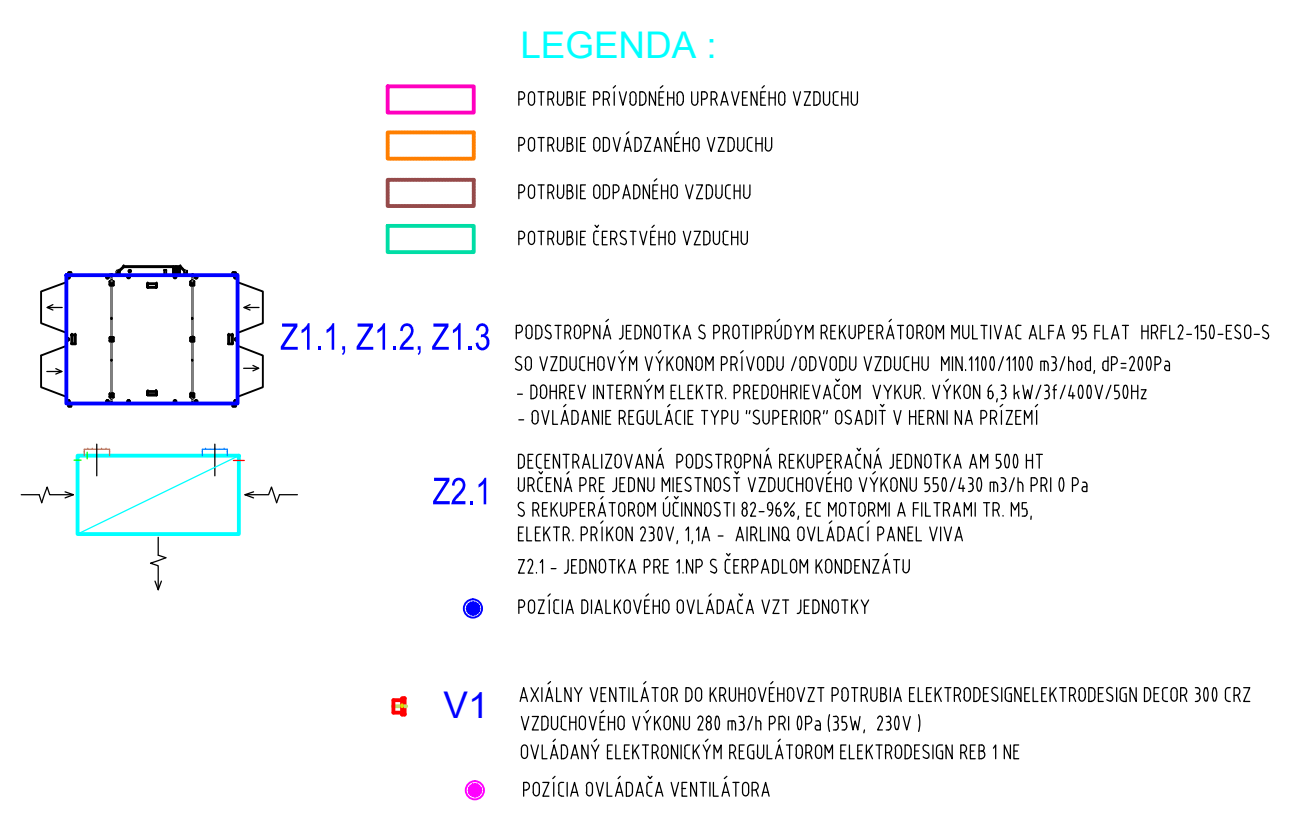 LEGENDA :
POTRUBIE PRÍVODNÉHO UPRAVENÉHO VZDUCHU
POTRUBIE ODVÁDZANÉHO VZDUCHU
POTRUBIE ODPADNÉHO VZDUCHU
POTRUBIE ČERSTVÉHO VZDUCHU
Z1.1, Z1.2, Z1.3
PODSTROPNÁ JEDNOTKA S PROTIPRÚDYM REKUPERÁTOROM MULTIVAC ALFA 95 FLAT HRFL2-150-ESO-S
SO VZDUCHOVÝM VÝKONOM PRÍVODU /ODVODU VZDUCHU MIN.1100/1100 m3/hod, dP=200Pa
- DOHREV INTERNÝM ELEKTR. PREDOHRIEVAČOM VYKUR. VÝKON 6,3 kW/3f/400V/50Hz
- OVLÁDANIE REGULÁCIE TYPU "SUPERIOR" OSADIŤ V HERNI NA PRÍZEMÍ
Z2.1
DECENTRALIZOVANÁ PODSTROPNÁ REKUPERAČNÁ JEDNOTKA AM 500 HT
URČENÁ PRE JEDNU MIESTNOSŤ VZDUCHOVÉHO VÝKONU 550/430 m3/h PRI 0 Pa
S REKUPERÁTOROM ÚČINNOSTI 82-96%, EC MOTORMI A FILTRAMI TR. M5,
ELEKTR. PRÍKON 230V, 1,1A - AIRLINQ OVLÁDACÍ PANEL VIVA
Z2.1 - JEDNOTKA PRE 1.NP S ČERPADLOM KONDENZÁTU
POZÍCIA DIALKOVÉHO OVLÁDAČA VZT JEDNOTKY
V1
AXIÁLNY VENTILÁTOR DO KRUHOVÉHOVZT POTRUBIA ELEKTRODESIGNELEKTRODESIGN DECOR 300 CRZ
VZDUCHOVÉHO VÝKONU 280 m3/h PRI 0Pa (35W, 230V )
OVLÁDANÝ ELEKTRONICKÝM REGULÁTOROM ELEKTRODESIGN REB 1 NE
POZÍCIA OVLÁDAČA VENTILÁTORA